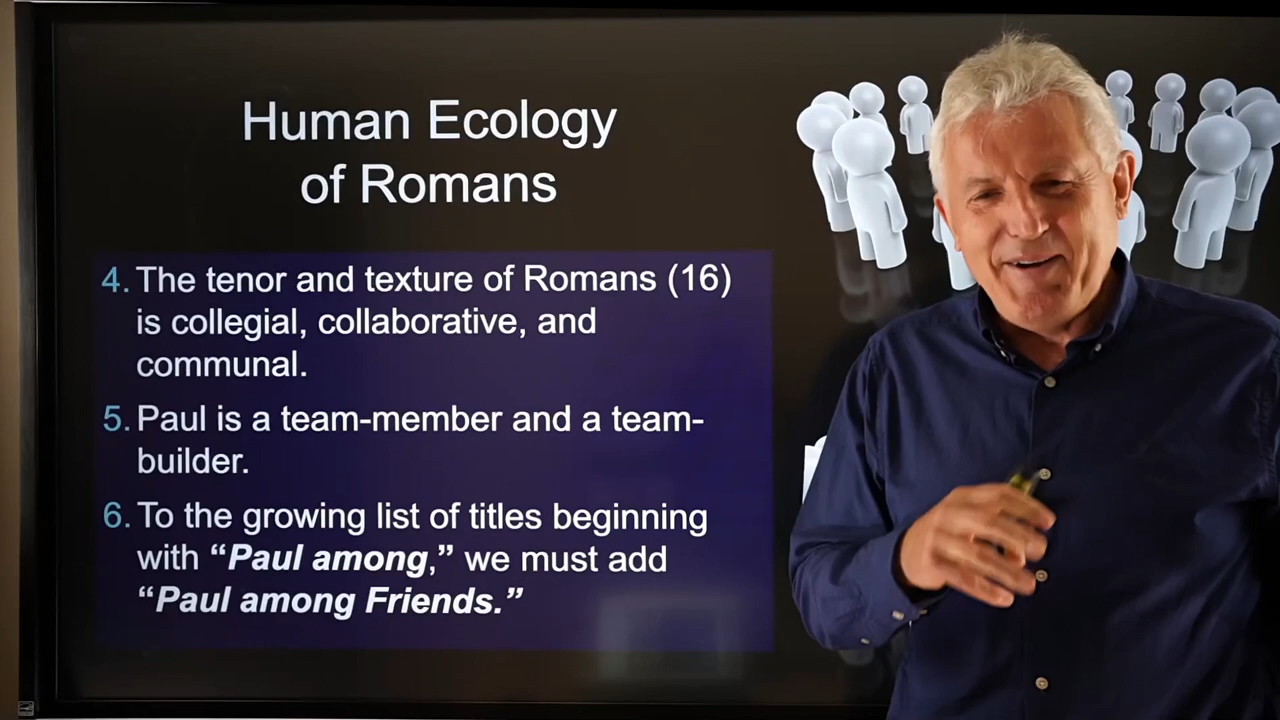 Human Ecology
of Romans
4. The tenor and texture of Romans (16)
is collegial, collaborative, and
communal.
5. Paul is a team-member and a team-
builder.
6. To the growing list of titles beginning
with “Paul among,” we must add
“Paul among Friends.”